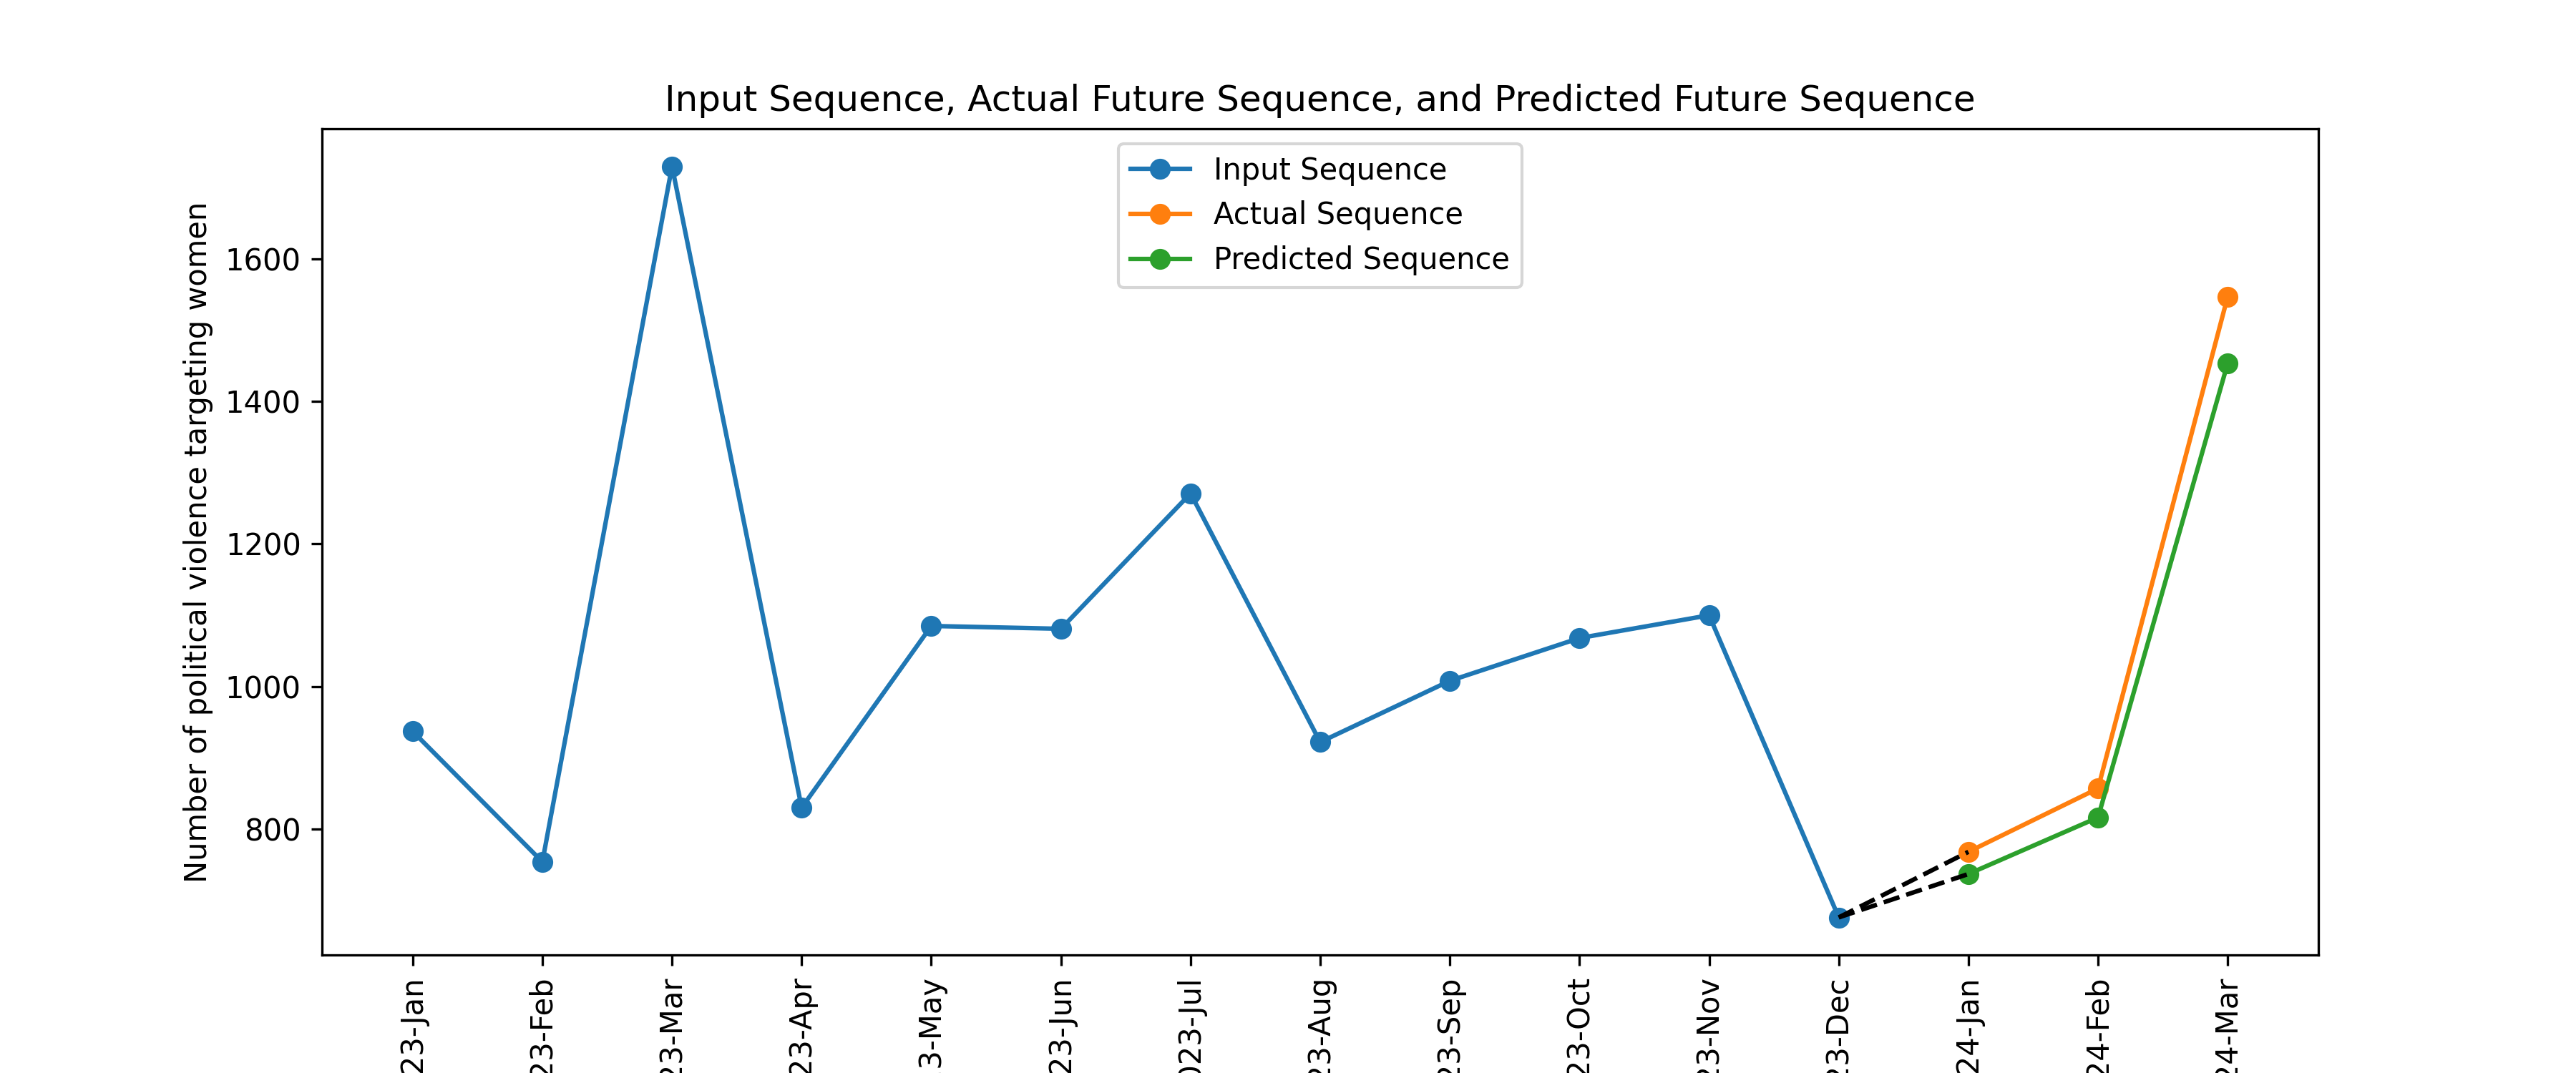 Input Sequence, Actual Future Sequence, and Predicted Future Sequence
Input Sequence
Actual Sequence
Predicted Sequence
Number of political violence targeting women
1600
1400
1200
1000
800
23-Jan
23-Feb
23-Mar
23-Apr
3-May
23-Jun
023-Jul
23-Aug
23-Sep
23-Oct
23-Nov
23-Dec
24-Jan
24-Feb
24-Mar